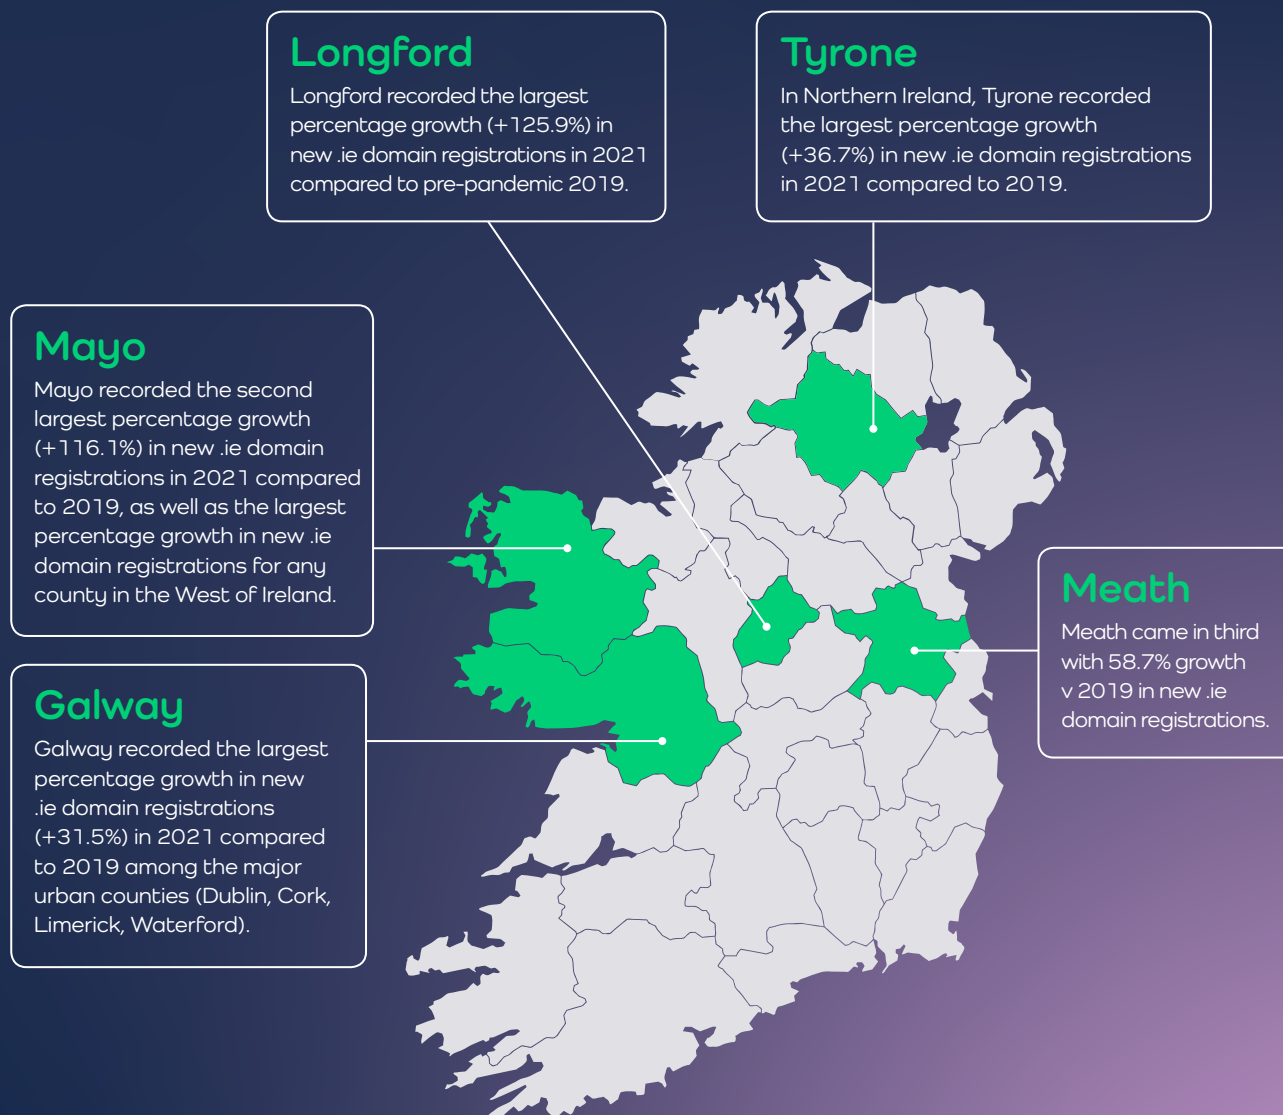 Longford
Longford recorded the largest
percentage growth (+125.9%) in
new .ie domain registrations in 2021
compared to pre-pandemic 2019.
Tyrone
In Northern Ireland, Tyrone recorded
the largest percentage growth
(+36.7%) in new .ie domain registrations
in 2021 compared to 2019.
Mayo
Mayo recorded the second
largest percentage growth
(+116.1%) in new .ie domain
registrations in 2021 compared
to 2019, as well as the largest
percentage growth in new .ie
domain registrations for any
county in the West of Ireland.
Meath
Meath came in third
with 58.7% growth
v 2019 in new .ie
domain registrations.
Galway
Galway recorded the largest
percentage growth in new
.ie domain registrations
(+31.5%) in 2021 compared
to 2019 among the major
urban counties (Dublin, Cork,
Limerick, Waterford).